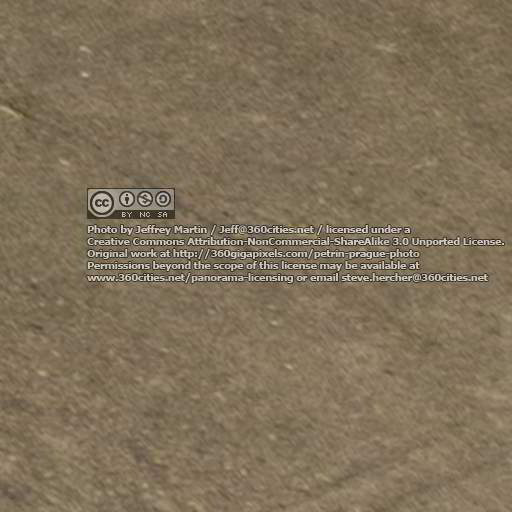 cc
BY NC SA
Photo by Jeffrey Martin / Jeff@360cities.net / licensed under a
Creative Commons Attribution-NonCommercial-ShareAlike 3.0 Unported License.
Original work at http://360gigapixels.com/petrin-prague-photo
Permissions beyond the scope of this license may be available at
www.360cities.net/panorama-licensing or email steve.hercher@360cities.net